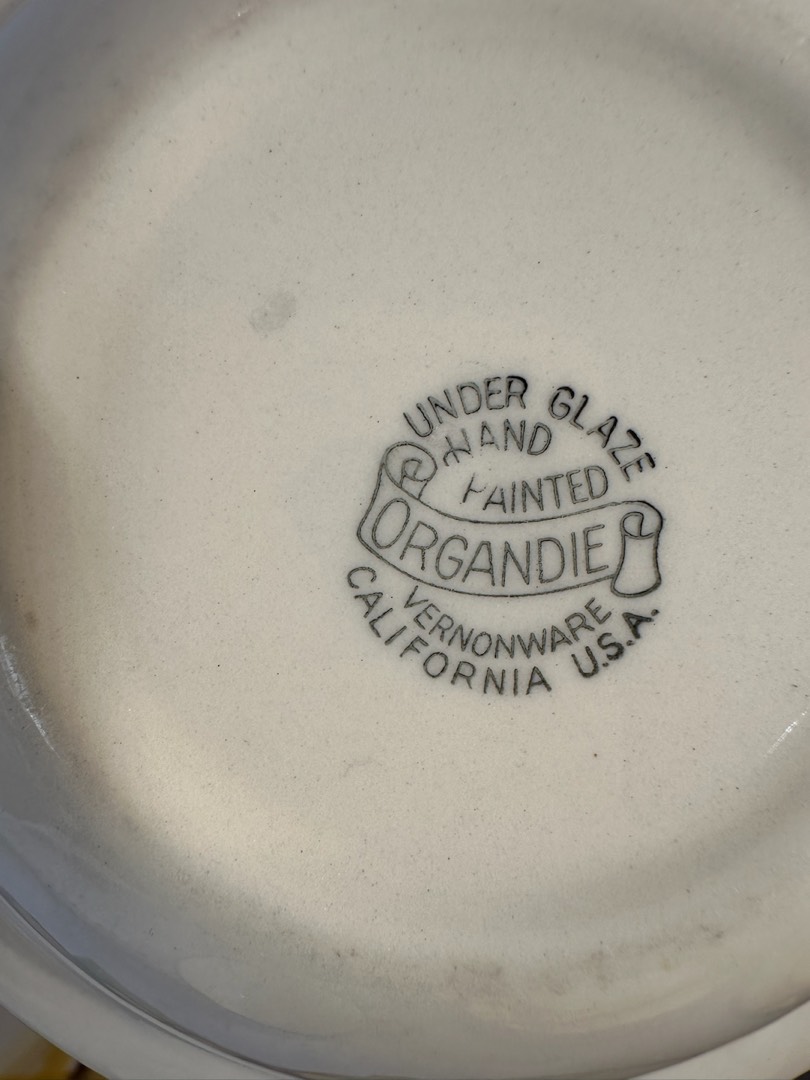 UNDER GLAZE
HAND
PAINTED
ORGANDIE
VERNONWARE
CALIFORNIA U.S.A.